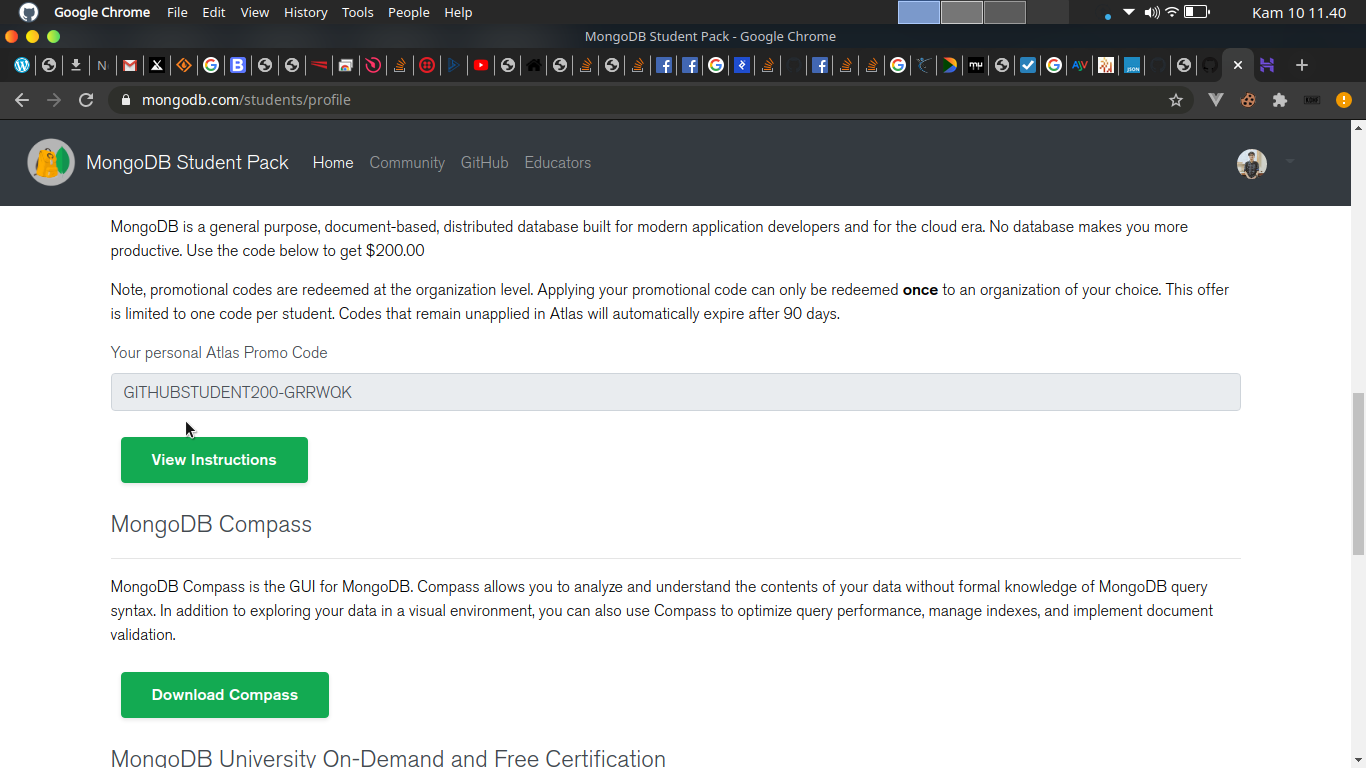 Google Chrome File Edit View History Tools People Help Kam 10 11.40
MongoDB Student Pack - Google Chrome
mongodb.com/students/profile
MongoDB Student Pack Home Community GitHub Educators
MongoDB is a general purpose, document-based, distributed database built for modern application developers and for the cloud era. No database makes you more
productive. Use the code below to get $200.00
Note, promotional codes are redeemed at the organization level. Applying your promotional code can only be redeemed once to an organization of your choice. This offer
is limited to one code per student. Codes that remain unapplied in Atlas will automatically expire after 90 days.
Your personal Atlas Promo Code
GITHUBSTUDENT200-GRRWQK
View Instructions
MongoDB Compass
MongoDB Compass is the GUI for MongoDB. Compass allows you to analyze and understand the contents of your data without formal knowledge of MongoDB query
syntax. In addition to exploring your data in a visual environment, you can also use Compass to optimize query performance, manage indexes, and implement document
validation.
Download Compass
MongoDB University On-Demand and Free Certification